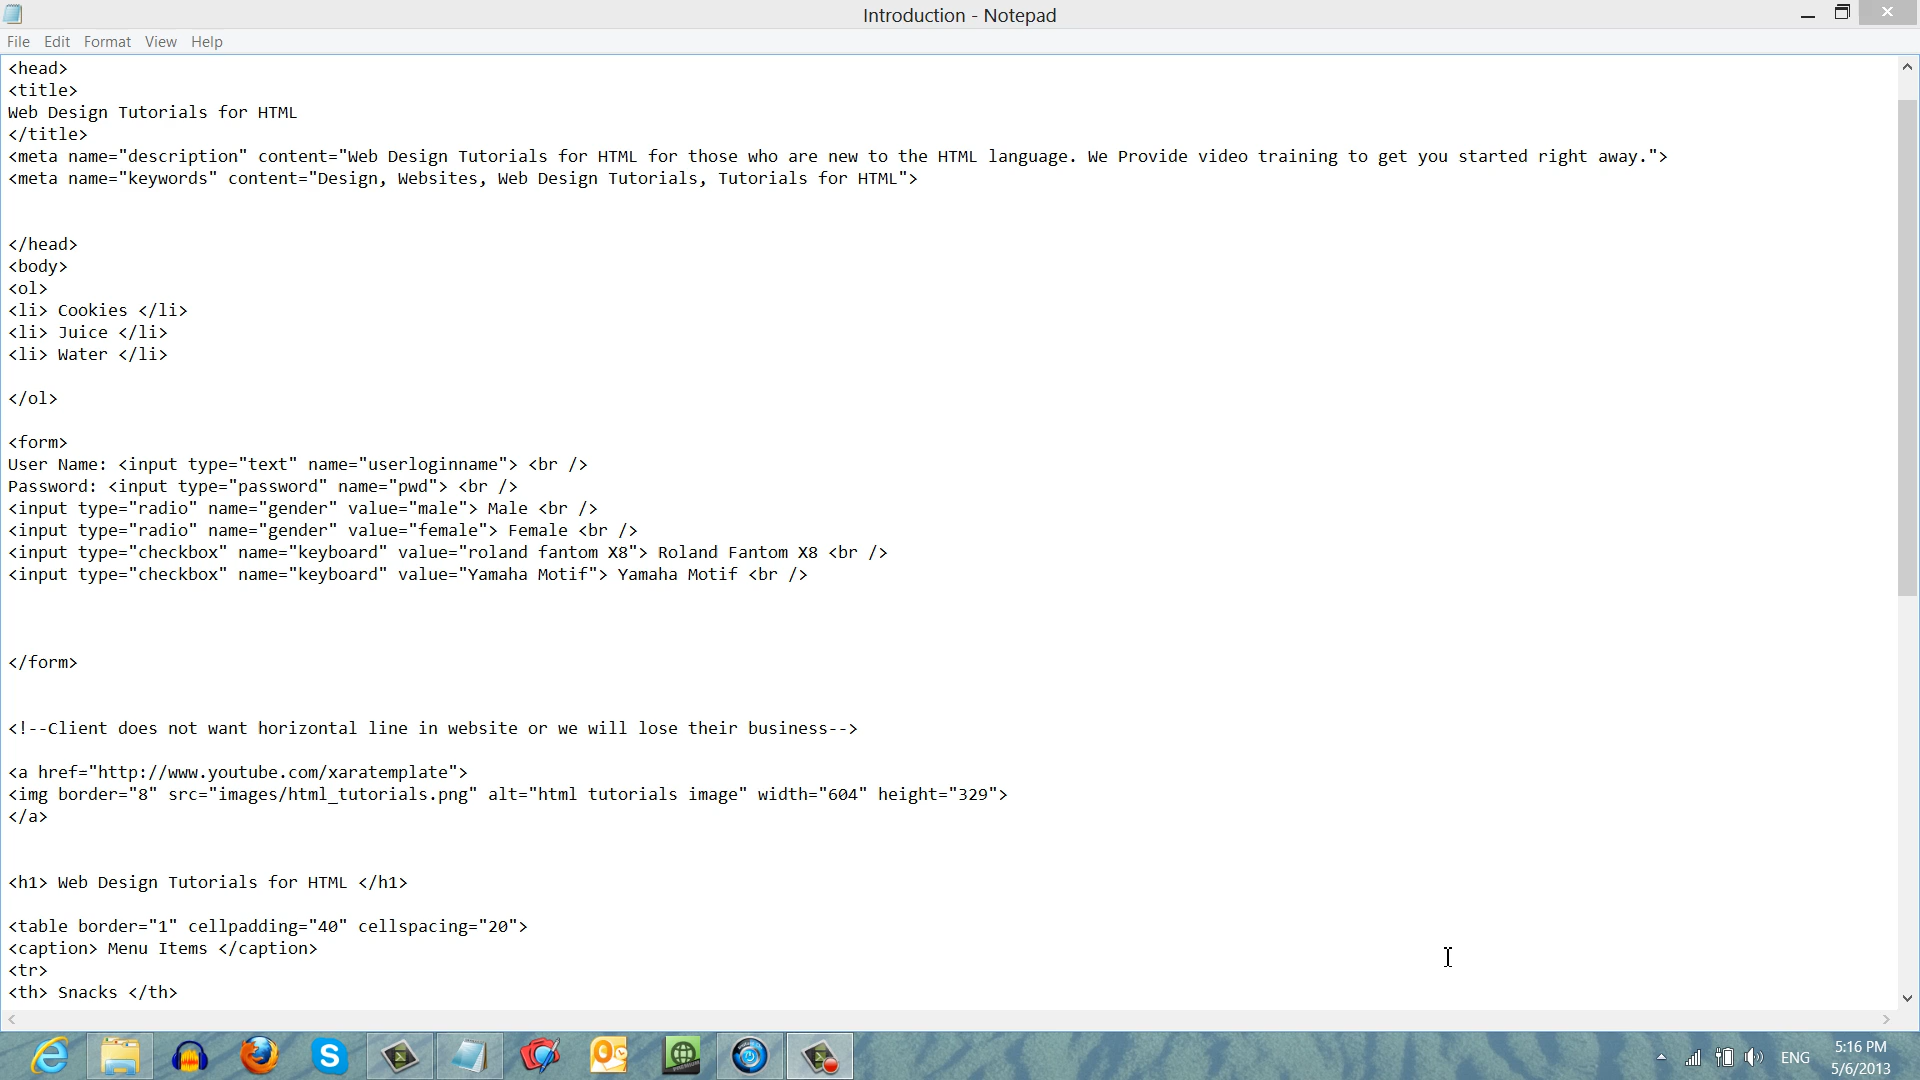 Introduction - Notepad
File Edit Format View Help
<head>
<title>
Web Design Tutorials for HTML
</title>
<meta name="description" content="Web Design Tutorials for HTML for those who are new to the HTML language. We Provide video training to get you started right away.">
<meta name="keywords" content="Design, Websites, Web Design Tutorials, Tutorials for HTML">
</head>
<body>
<ol>
<li> Cookies </li>
<li> Juice </li>
<li> Water </li>
</ol>
<form>
User Name: <input type="text" name="userloginname"> <br />
Password: <input type="password" name="pwd"> <br />
<input type="radio" name="gender" value="male"> Male <br />
<input type="radio" name="gender" value="female"> Female <br />
<input type="checkbox" name="keyboard" value="roland fantom X8"> Roland Fantom X8 <br />
<input type="checkbox" name="keyboard" value="Yamaha Motif"> Yamaha Motif <br />
</form>
<!--Client does not want horizontal line in website or we will lose their business-->
<a href="http://www.youtube.com/xaratemplate">
<img border="8" src="images/html_tutorials.png" alt="html tutorials image" width="604" height="329">
</a>
<h1> Web Design Tutorials for HTML </h1>
<table border="1" cellpadding="40" cellspacing="20">
<caption> Menu Items </caption>
<tr>
<th> Snacks </th>
ENG
5:16 PM
5/6/2013